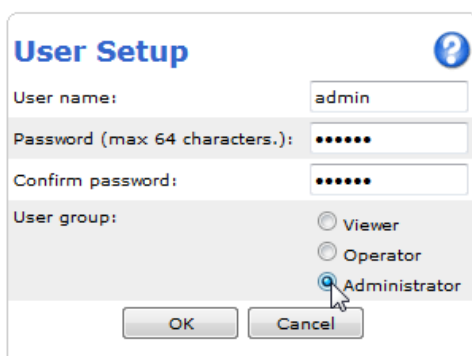 User Setup
User name: admin
Password (max 64 characters.): ••••••
Confirm password: ••••••
User group:
Viewer
Operator
Administrator
OK Cancel